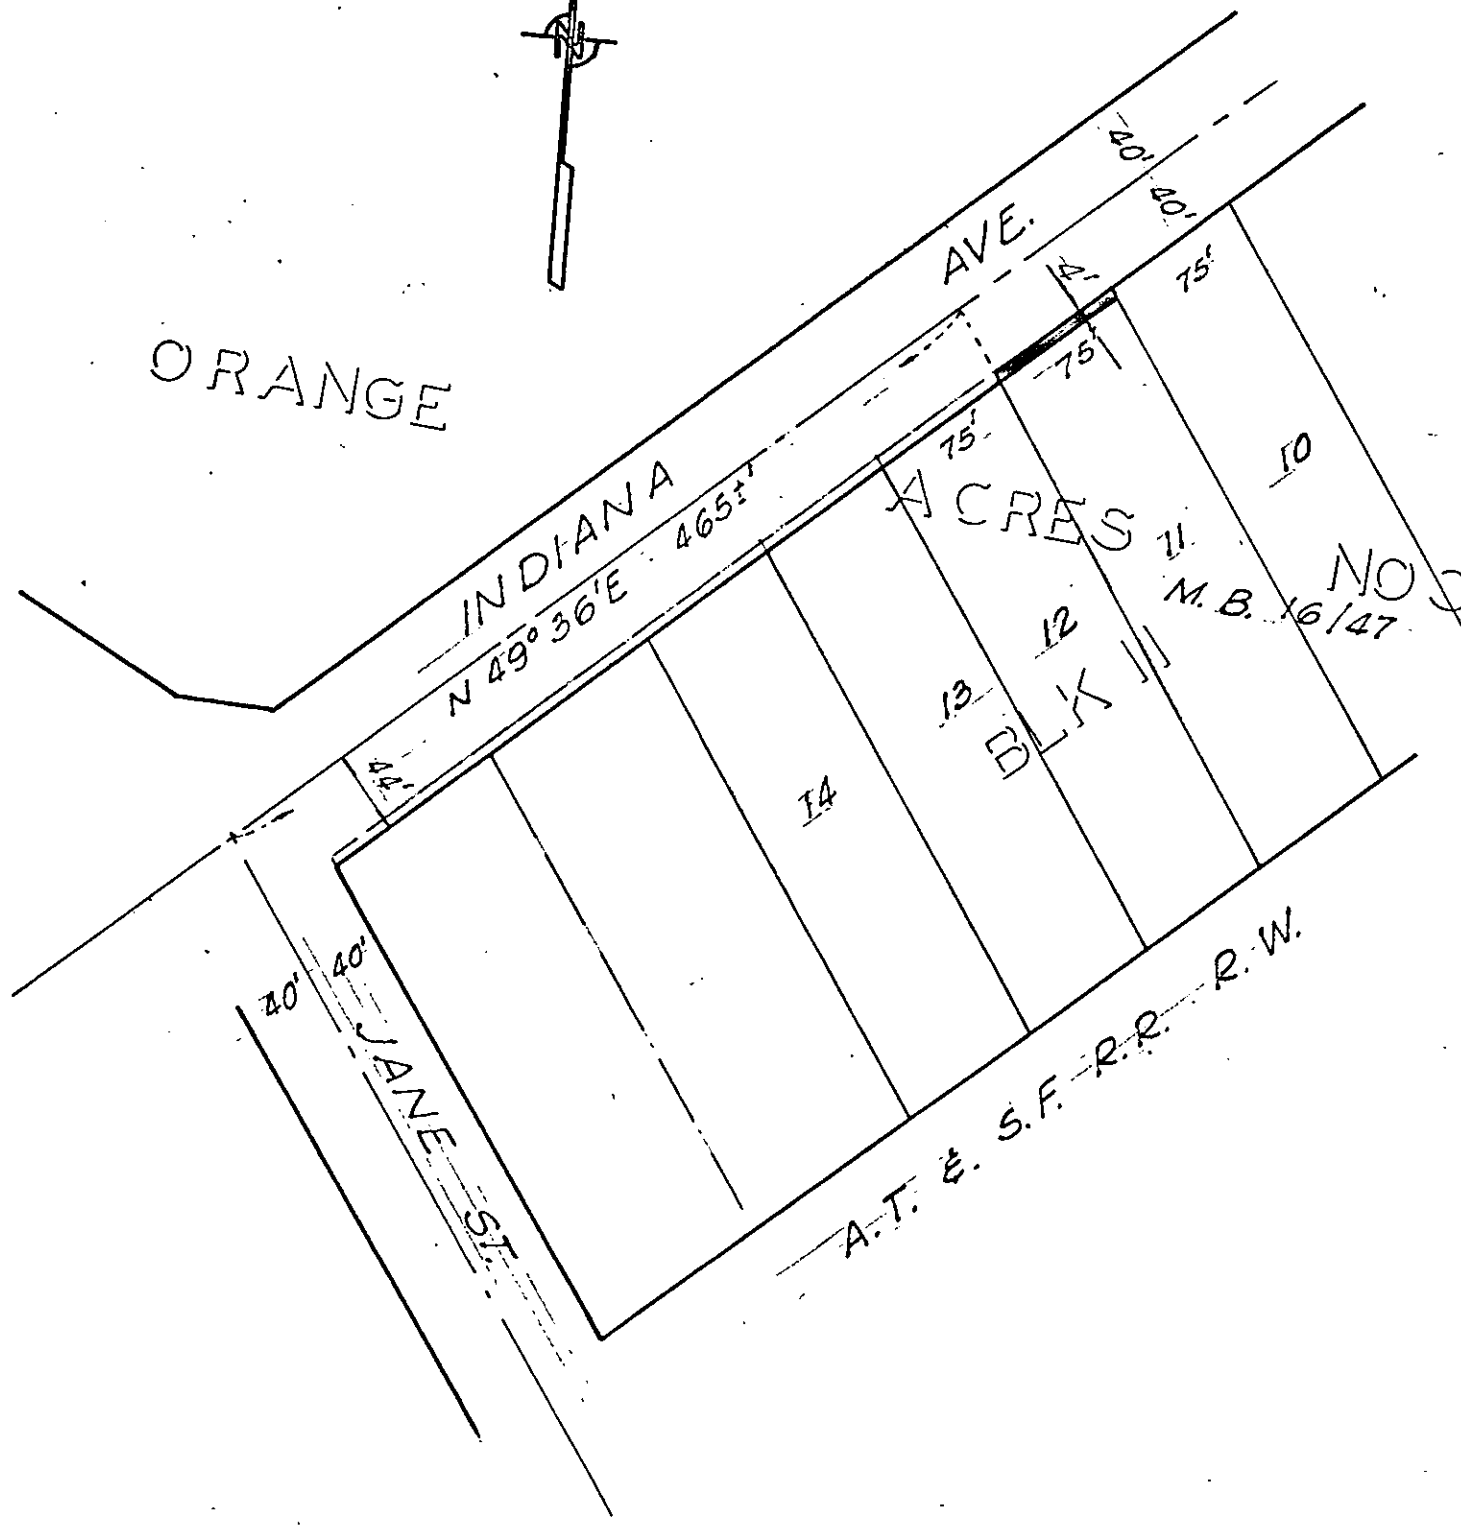 N
40'
40'
AVE.
4'
75'
75'
75'
ORANGE
ACRES
NO
10
11
M. B. 16/47
12
13
BLK
14
INDIANA
N 49° 36' E 465±'
44'
40' 40'
JANE ST.
A. T. & S. F. R. R. R. W.